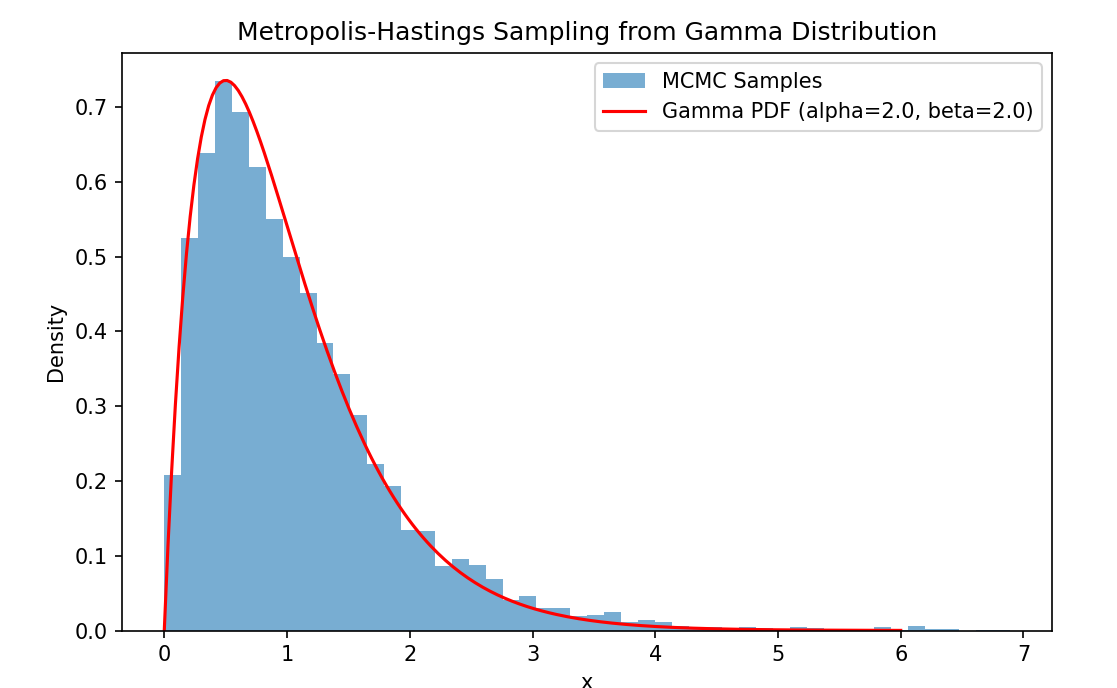 Metropolis-Hastings Sampling from Gamma Distribution
MCMC Samples
Gamma PDF (alpha=2.0, beta=2.0)
Density
0.7
0.6
0.5
0.4
0.3
0.2
0.1
0.0
0 1 2 3 4 5 6 7
x